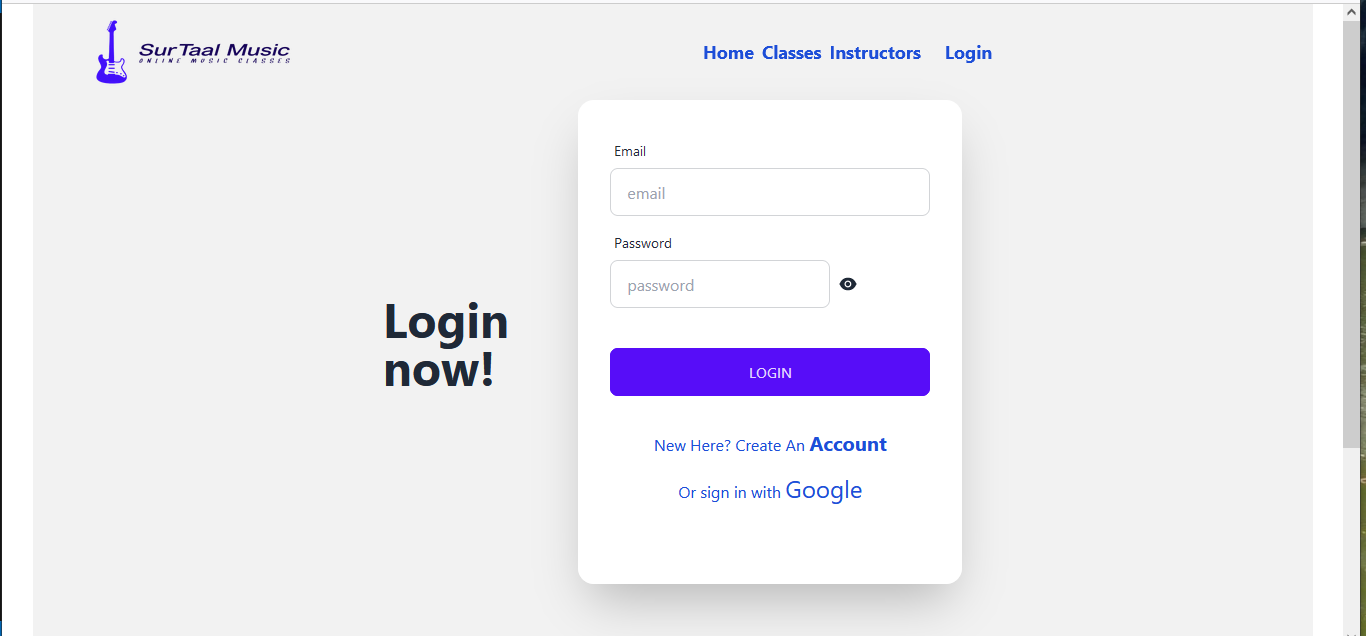 SurTaal Music
ONLINE MUSIC CLASSES
Home Classes Instructors Login
Email
email
Password
password
Login
now!
LOGIN
New Here? Create An Account
Or sign in with Google